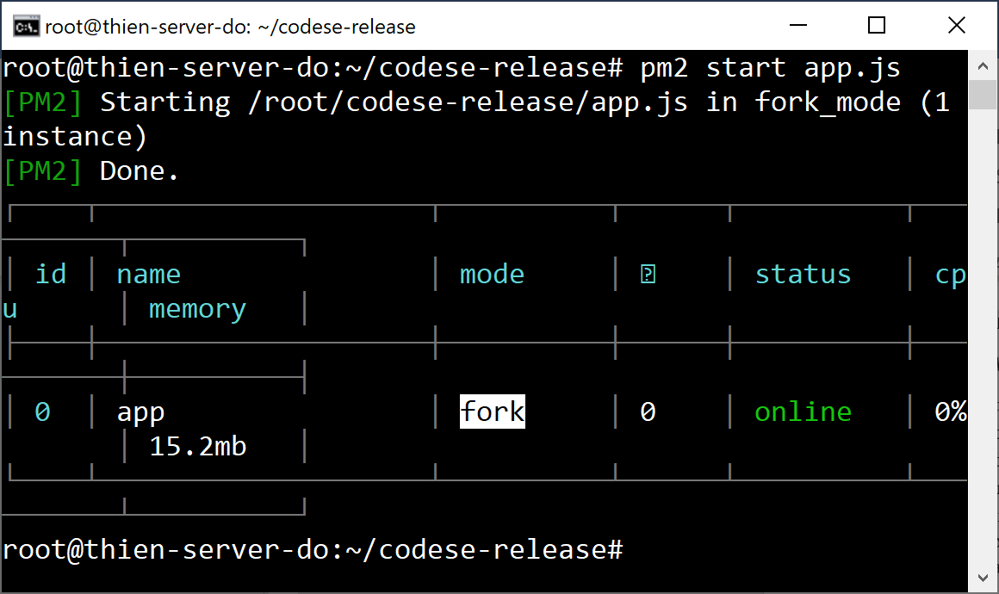 root@thien-server-do: ~/codese-release
root@thien-server-do:~/codese-release# pm2 start app.js
[PM2] Starting /root/codese-release/app.js in fork_mode (1
instance)
[PM2] Done.
│ id │ name │ mode │ ⍰ │ status │ cp
u │ memory │
│ 0 │ app │ fork │ 0 │ online │ 0%
│ 15.2mb │
root@thien-server-do:~/codese-release#